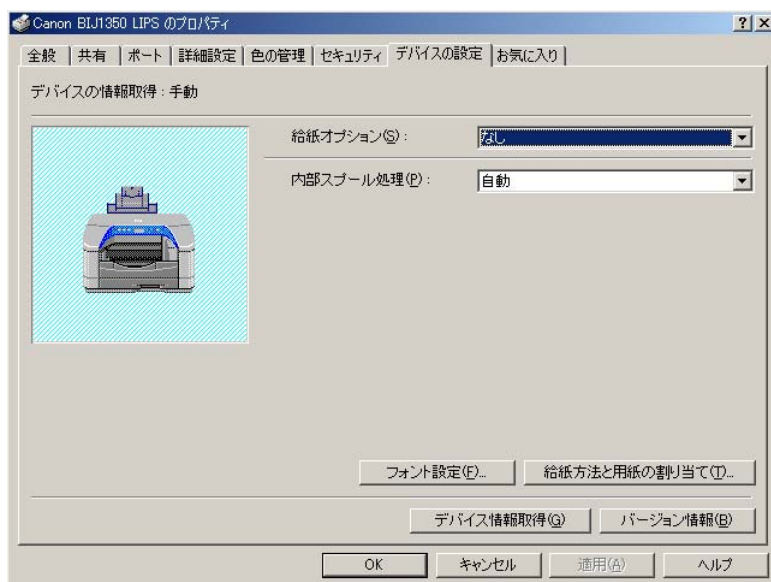 Canon BIJ1350 LIPS のプロパティ
全般 共有 ポート 詳細設定 色の管理 セキュリティ デバイスの設定 お気に入り
デバイスの情報取得：手動
給紙オプション(S)： なし
内部スプール処理(P)： 自動
フォント設定(F)... 給紙方法と用紙の割り当て(T)...
デバイス情報取得(G) バージョン情報(B)
OK キャンセル 適用(A) ヘルプ